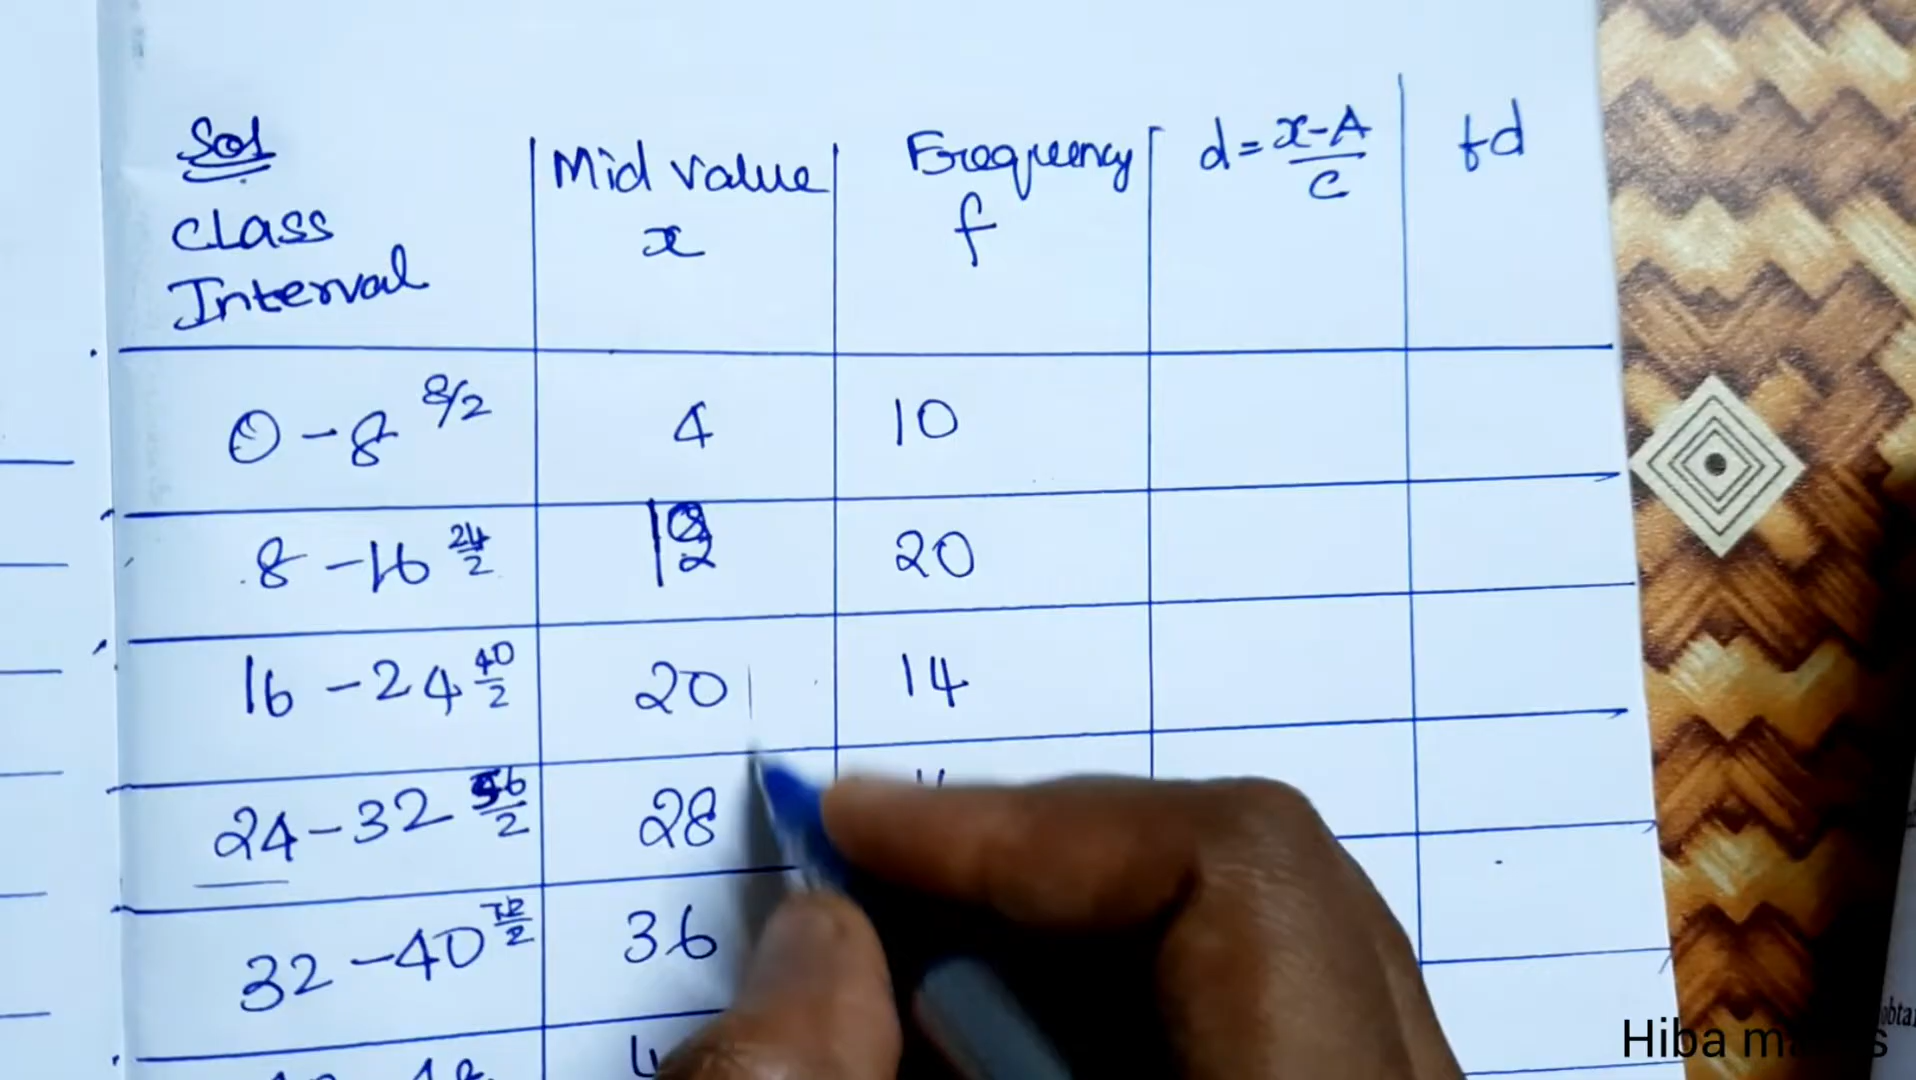 Sol
Class Interval | Mid value x | Frequency f | d = x-A/C | fd
0-8 8/2 | 4 | 10
8-16 24/2 | 12 | 20
16-24 40/2 | 20 | 14
24-32 56/2 | 28
32-40 72/2 | 36
Hiba